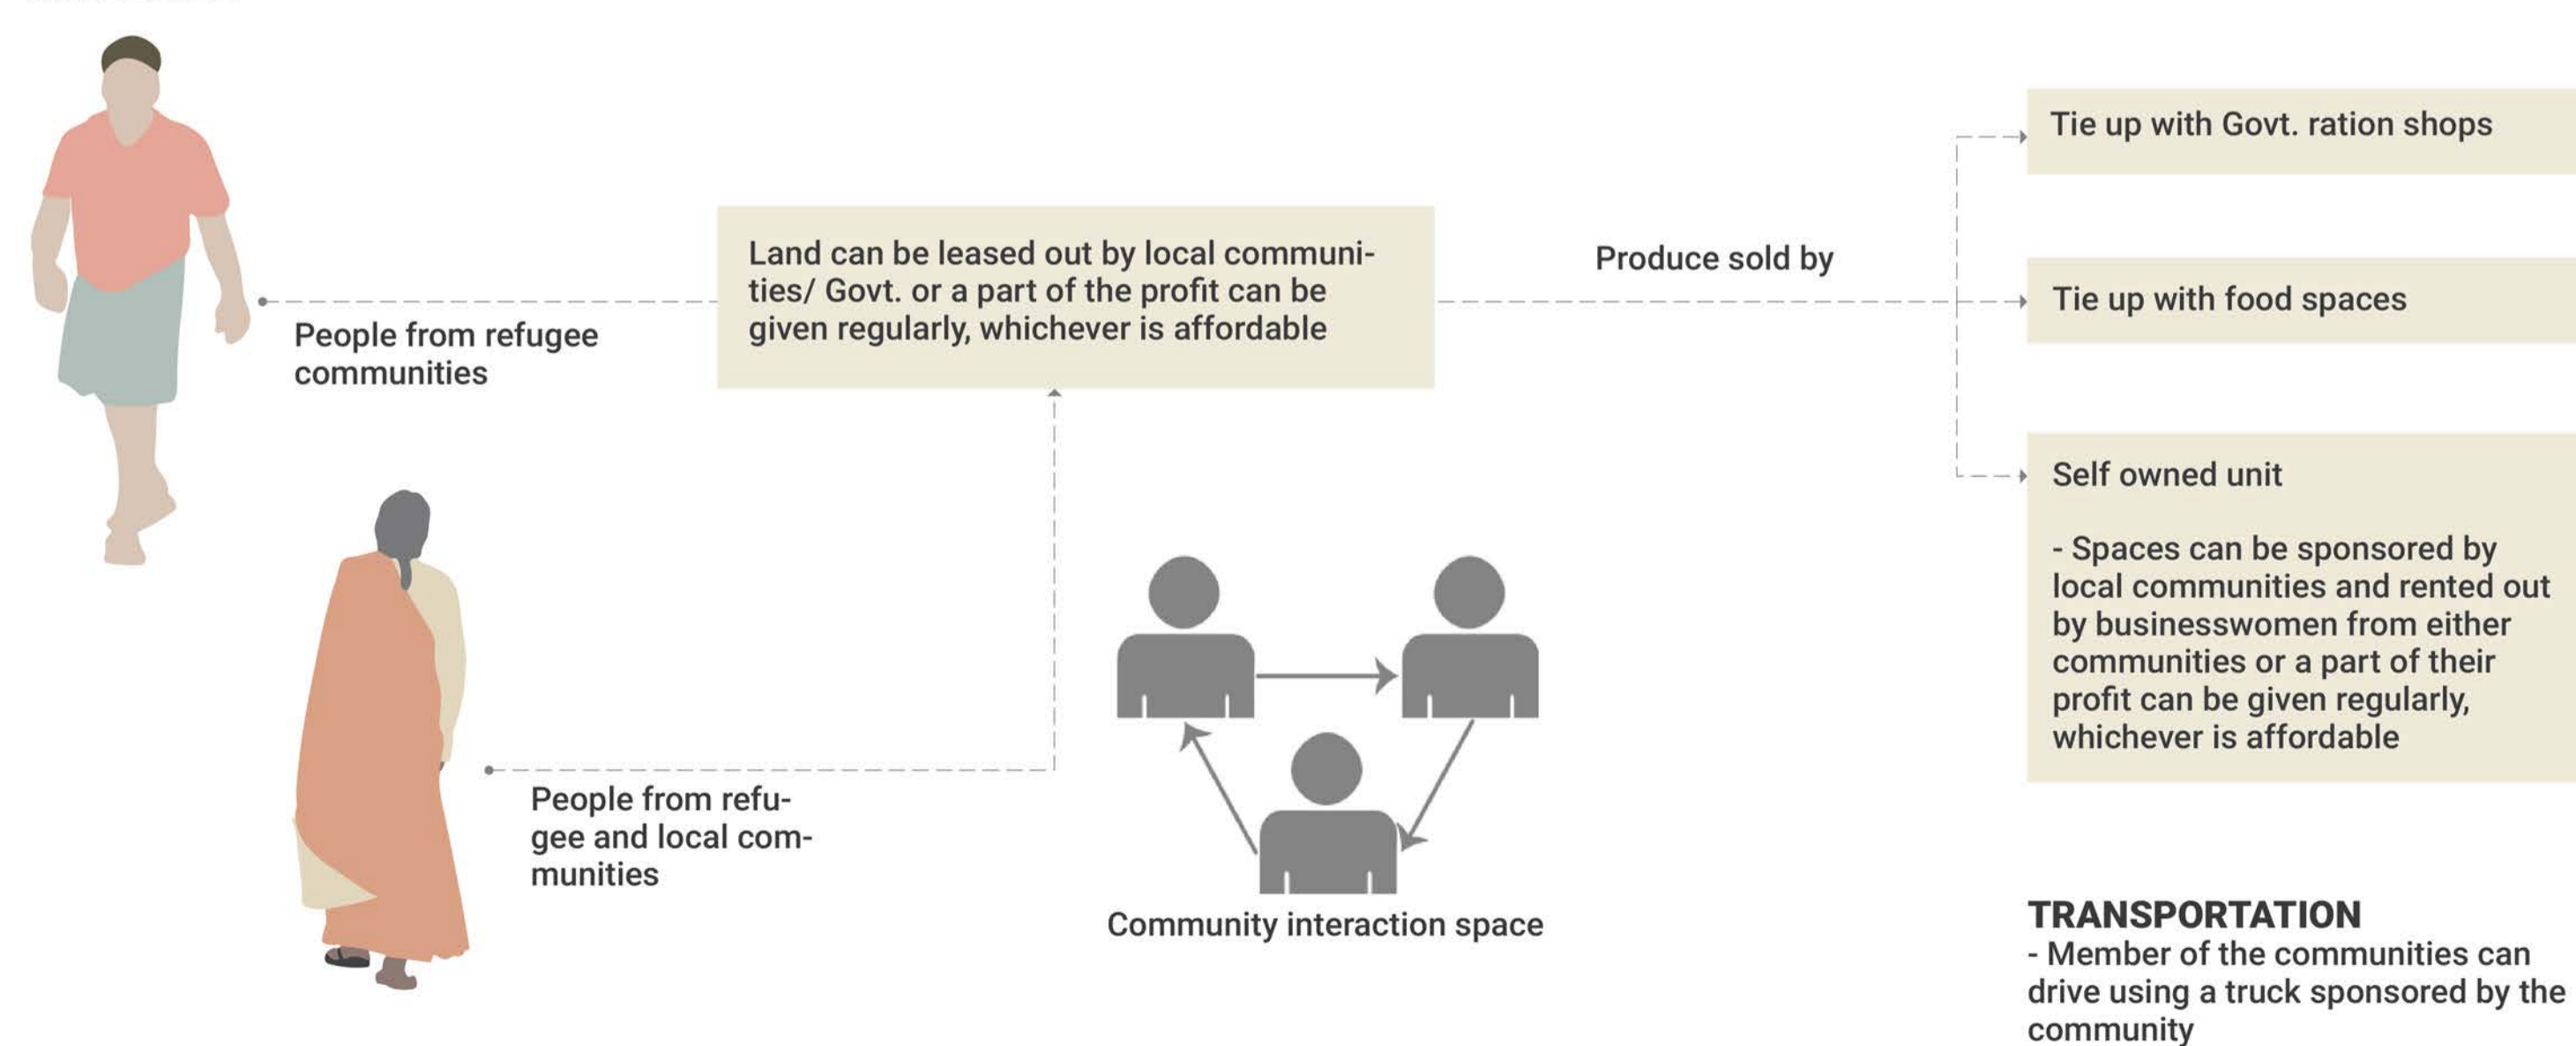 People from refugee
communities
Land can be leased out by local communi-
ties/ Govt. or a part of the profit can be
given regularly, whichever is affordable
Produce sold by
Tie up with Govt. ration shops
Tie up with food spaces
Self owned unit
- Spaces can be sponsored by
local communities and rented out
by businesswomen from either
communities or a part of their
profit can be given regularly,
whichever is affordable
People from refu-
gee and local com-
munities
Community interaction space
TRANSPORTATION
- Member of the communities can
drive using a truck sponsored by the
community